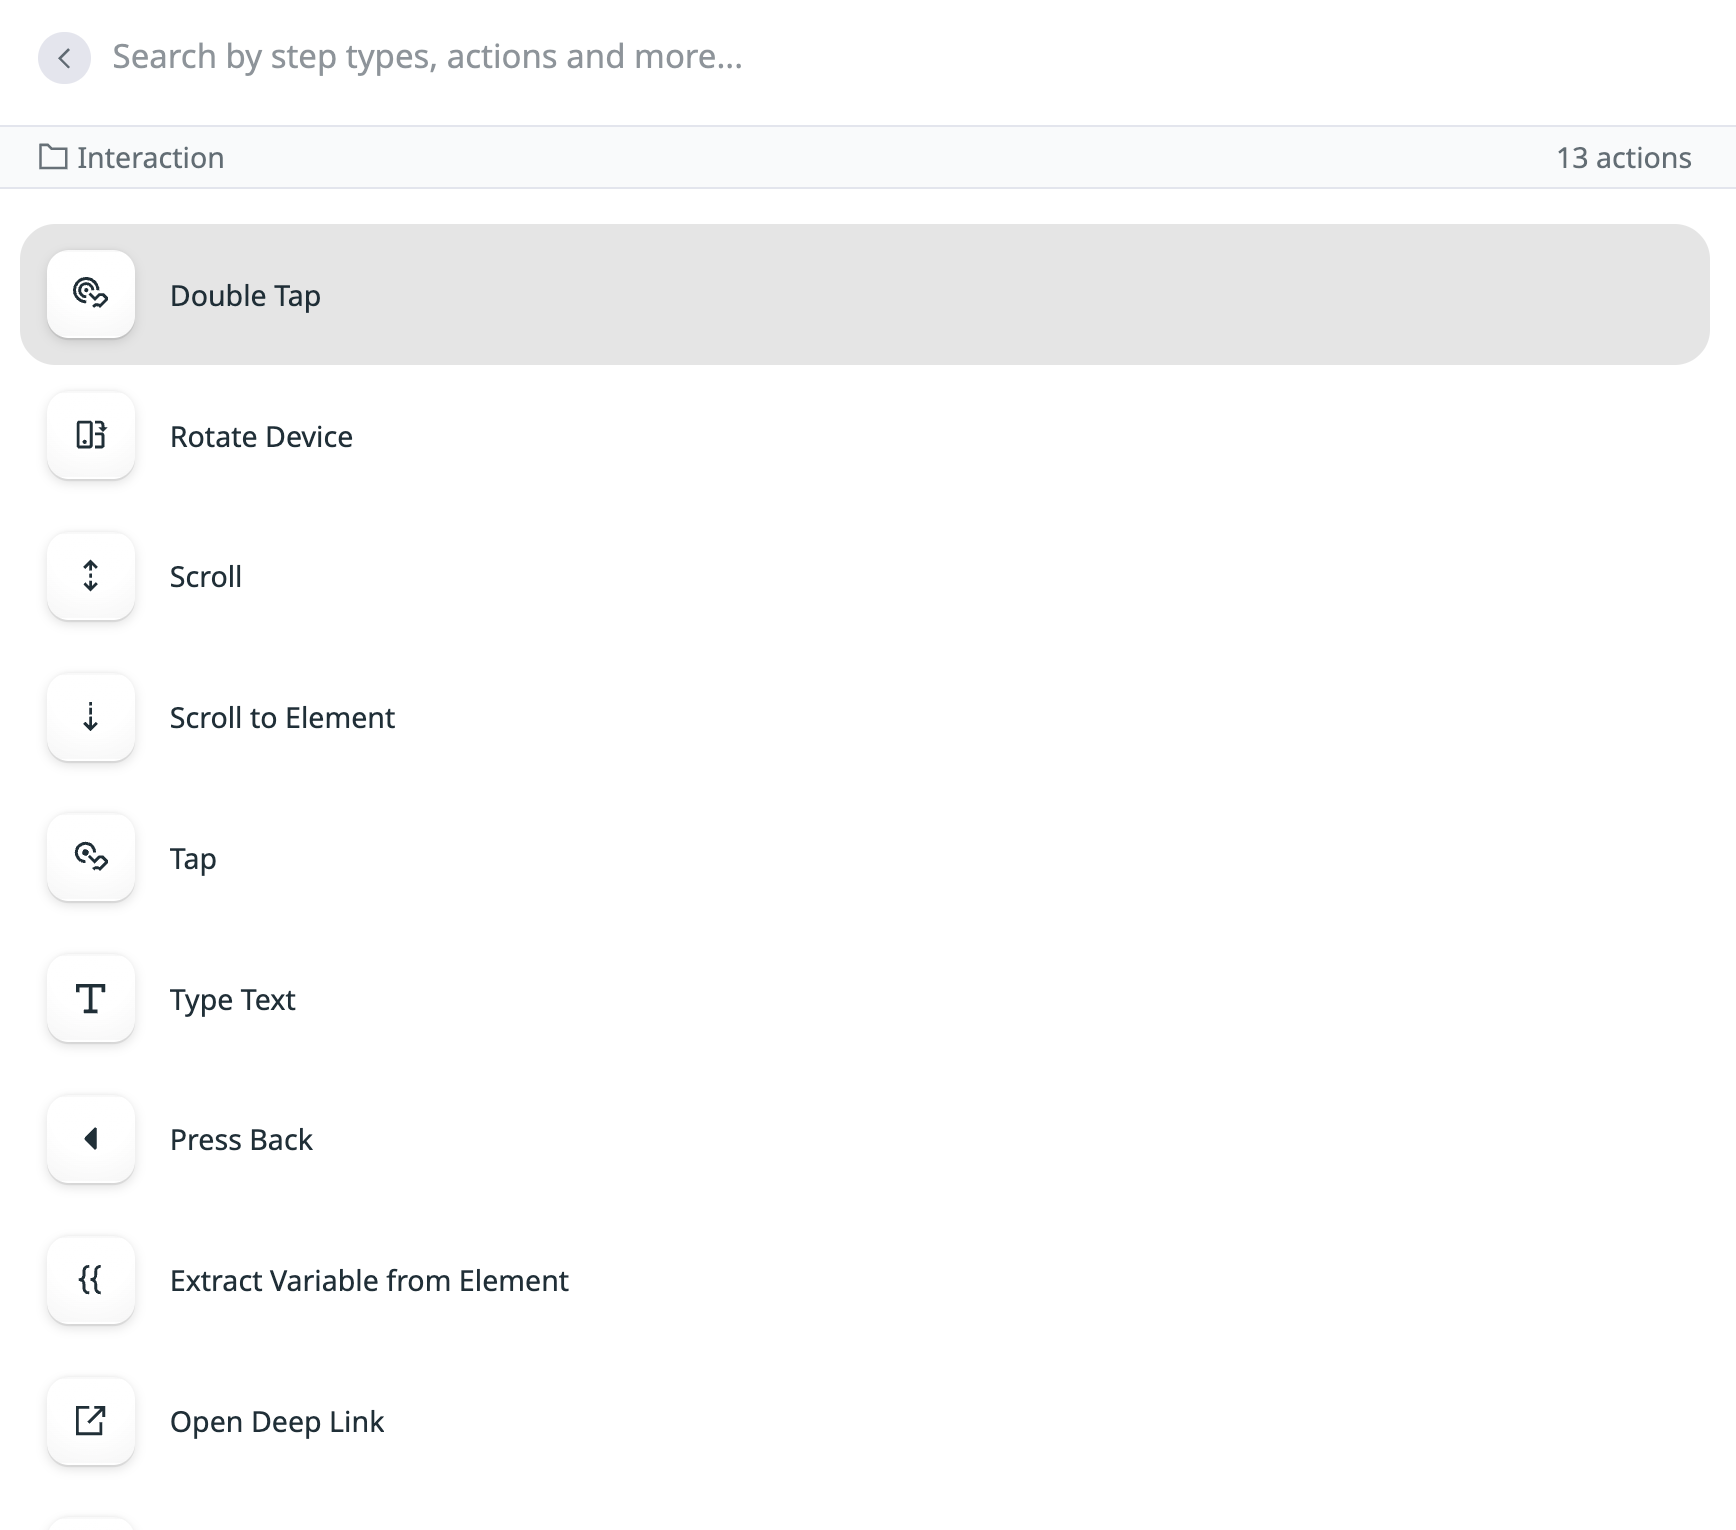 Search by step types, actions and more...
Interaction
13 actions
Double Tap
Rotate Device
Scroll
Scroll to Element
Tap
Type Text
Press Back
Extract Variable from Element
Open Deep Link